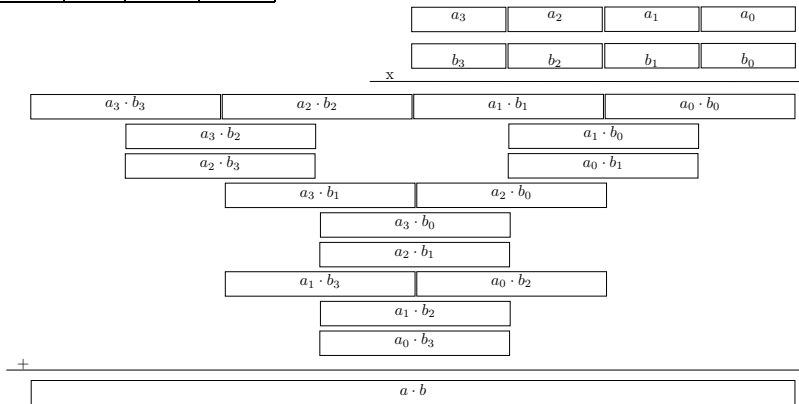 a₃ a₂ a₁ a₀
b₃ b₂ b₁ b₀
x
a₃ · b₃ a₂ · b₂ a₁ · b₁ a₀ · b₀
a₃ · b₂ a₁ · b₀
a₂ · b₃ a₀ · b₁
a₃ · b₁ a₂ · b₀
a₃ · b₀
a₂ · b₁
a₁ · b₃ a₀ · b₂
a₁ · b₂
a₀ · b₃
+
a · b